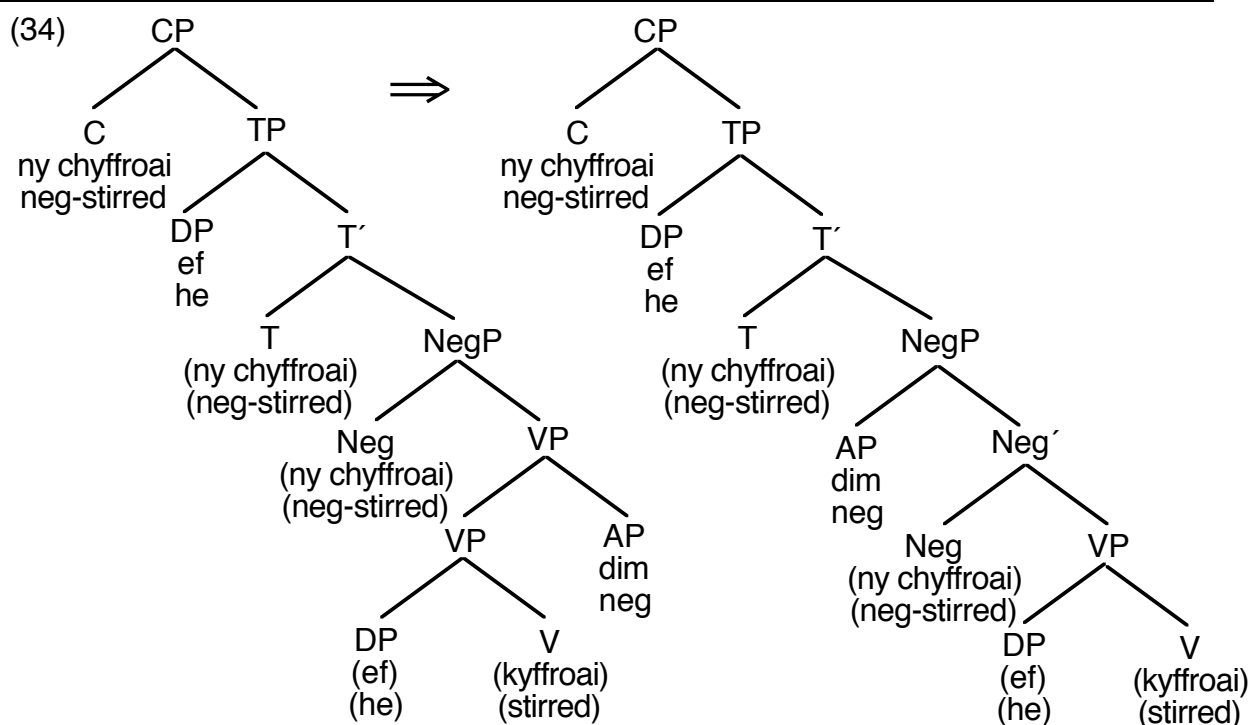 (34) CP ⇒ CP
C TP C TP
ny chyffroai ny chyffroai
neg-stirred neg-stirred
DP T´ DP T´
ef ef
he he
T NegP T NegP
(ny chyffroai) (ny chyffroai)
(neg-stirred) (neg-stirred)
Neg VP AP Neg´
(ny chyffroai) dim
(neg-stirred) neg
VP AP Neg VP
dim (ny chyffroai)
neg (neg-stirred)
DP V DP V
(ef) (kyffroai) (ef) (kyffroai)
(he) (stirred) (he) (stirred)